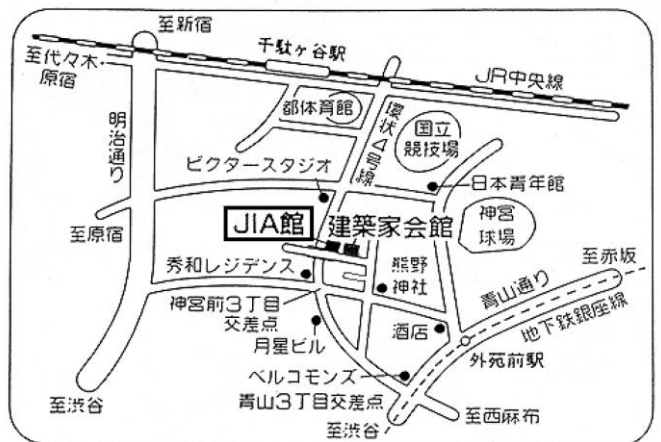 至新宿
千駄ヶ谷駅
至代々木・
原宿
JR中央線
明治通り
都体育館
環状4号線
国立
競技場
ビクタースタジオ
日本青年館
JIA館
建築家会館
神宮
球場
至原宿
秀和レジデンス
熊野
神社
至赤坂
青山通り
地下鉄銀座線
神宮前3丁目
交差点
月星ビル
酒店
外苑前駅
ベルコモンズ
青山3丁目交差点
至渋谷
至渋谷
至西麻布